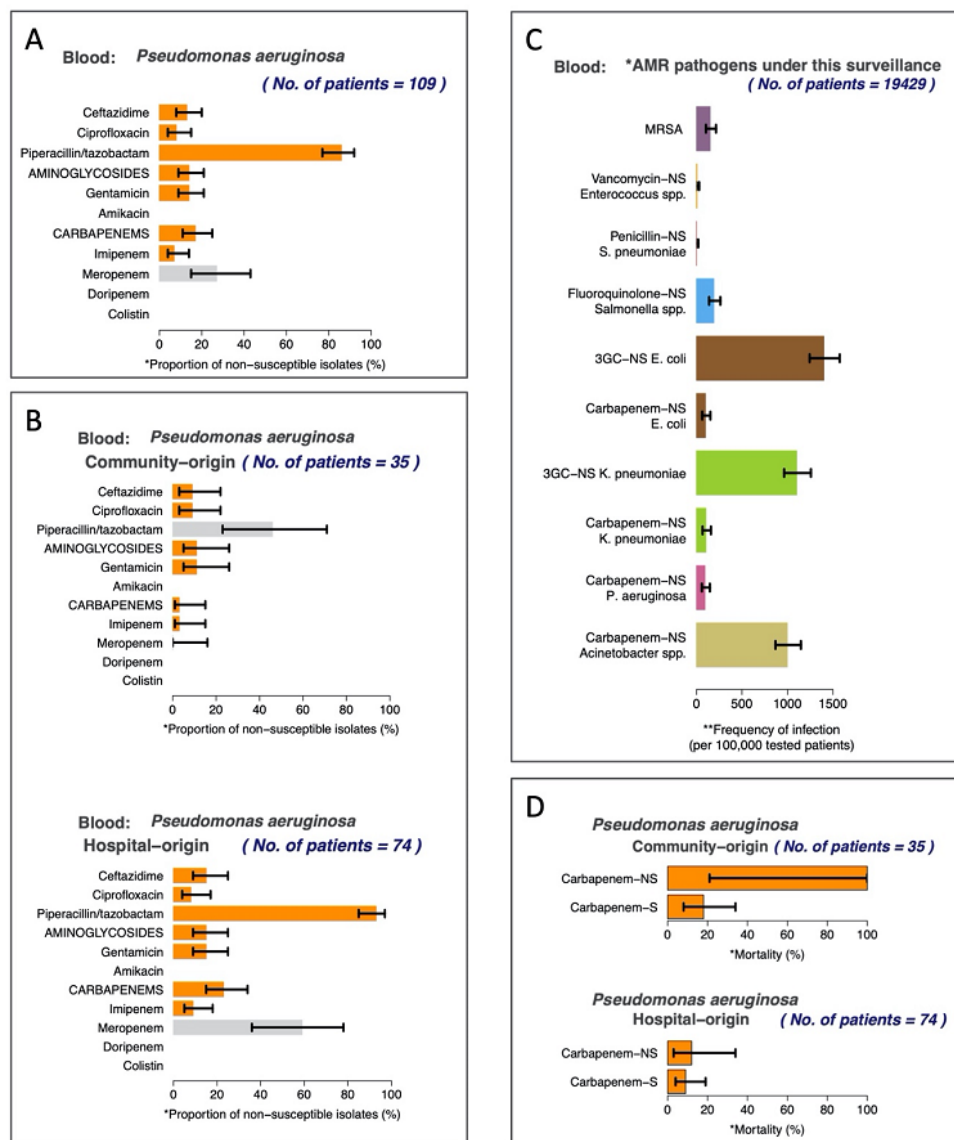 A
Blood: Pseudomonas aeruginosa
( No. of patients = 109 )
Ceftazidime
Ciprofloxacin
Piperacillin/tazobactam
AMINOGLYCOSIDES
Gentamicin
Amikacin
CARBAPENEMS
Imipenem
Meropenem
Doripenem
Colistin
0 20 40 60 80 100
*Proportion of non−susceptible isolates (%)
B
Blood: Pseudomonas aeruginosa
Community−origin ( No. of patients = 35 )
Ceftazidime
Ciprofloxacin
Piperacillin/tazobactam
AMINOGLYCOSIDES
Gentamicin
Amikacin
CARBAPENEMS
Imipenem
Meropenem
Doripenem
Colistin
0 20 40 60 80 100
*Proportion of non−susceptible isolates (%)
Blood: Pseudomonas aeruginosa
Hospital−origin ( No. of patients = 74 )
Ceftazidime
Ciprofloxacin
Piperacillin/tazobactam
AMINOGLYCOSIDES
Gentamicin
Amikacin
CARBAPENEMS
Imipenem
Meropenem
Doripenem
Colistin
0 20 40 60 80 100
*Proportion of non−susceptible isolates (%)
C
Blood: *AMR pathogens under this surveillance
( No. of patients = 19429 )
MRSA
Vancomycin−NS
Enterococcus spp.
Penicillin−NS
S. pneumoniae
Fluoroquinolone−NS
Salmonella spp.
3GC−NS E. coli
Carbapenem−NS
E. coli
3GC−NS K. pneumoniae
Carbapenem−NS
K. pneumoniae
Carbapenem−NS
P. aeruginosa
Carbapenem−NS
Acinetobacter spp.
0 500 1000 1500
**Frequency of infection
(per 100,000 tested patients)
D
Pseudomonas aeruginosa
Community−origin ( No. of patients = 35 )
Carbapenem−NS
Carbapenem−S
0 20 40 60 80 100
*Mortality (%)
Pseudomonas aeruginosa
Hospital−origin ( No. of patients = 74 )
Carbapenem−NS
Carbapenem−S
0 20 40 60 80 100
*Mortality (%)